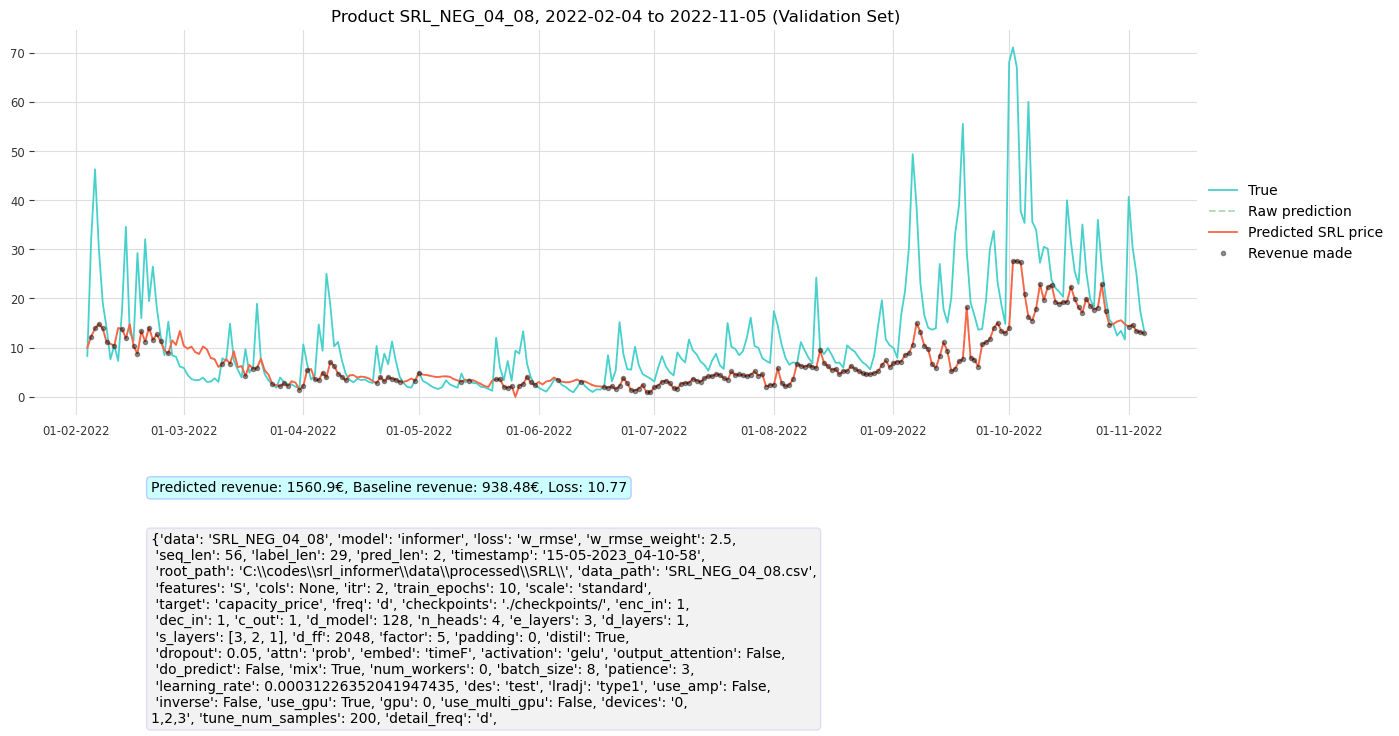 Product SRL_NEG_04_08, 2022-02-04 to 2022-11-05 (Validation Set)
70
60
50
40
30
20
10
0
01-02-2022 01-03-2022 01-04-2022 01-05-2022 01-06-2022 01-07-2022 01-08-2022 01-09-2022 01-10-2022 01-11-2022
True
Raw prediction
Predicted SRL price
Revenue made
Predicted revenue: 1560.9€, Baseline revenue: 938.48€, Loss: 10.77
{'data': 'SRL_NEG_04_08', 'model': 'informer', 'loss': 'w_rmse', 'w_rmse_weight': 2.5,
'seq_len': 56, 'label_len': 29, 'pred_len': 2, 'timestamp': '15-05-2023_04-10-58',
'root_path': 'C:\\codes\\srl_informer\\data\\processed\\SRL\\', 'data_path': 'SRL_NEG_04_08.csv',
'features': 'S', 'cols': None, 'itr': 2, 'train_epochs': 10, 'scale': 'standard',
'target': 'capacity_price', 'freq': 'd', 'checkpoints': './checkpoints/', 'enc_in': 1,
'dec_in': 1, 'c_out': 1, 'd_model': 128, 'n_heads': 4, 'e_layers': 3, 'd_layers': 1,
's_layers': [3, 2, 1], 'd_ff': 2048, 'factor': 5, 'padding': 0, 'distil': True,
'dropout': 0.05, 'attn': 'prob', 'embed': 'timeF', 'activation': 'gelu', 'output_attention': False,
'do_predict': False, 'mix': True, 'num_workers': 0, 'batch_size': 8, 'patience': 3,
'learning_rate': 0.00031226352041947435, 'des': 'test', 'lradj': 'type1', 'use_amp': False,
'inverse': False, 'use_gpu': True, 'gpu': 0, 'use_multi_gpu': False, 'devices': '0,
1,2,3', 'tune_num_samples': 200, 'detail_freq': 'd',